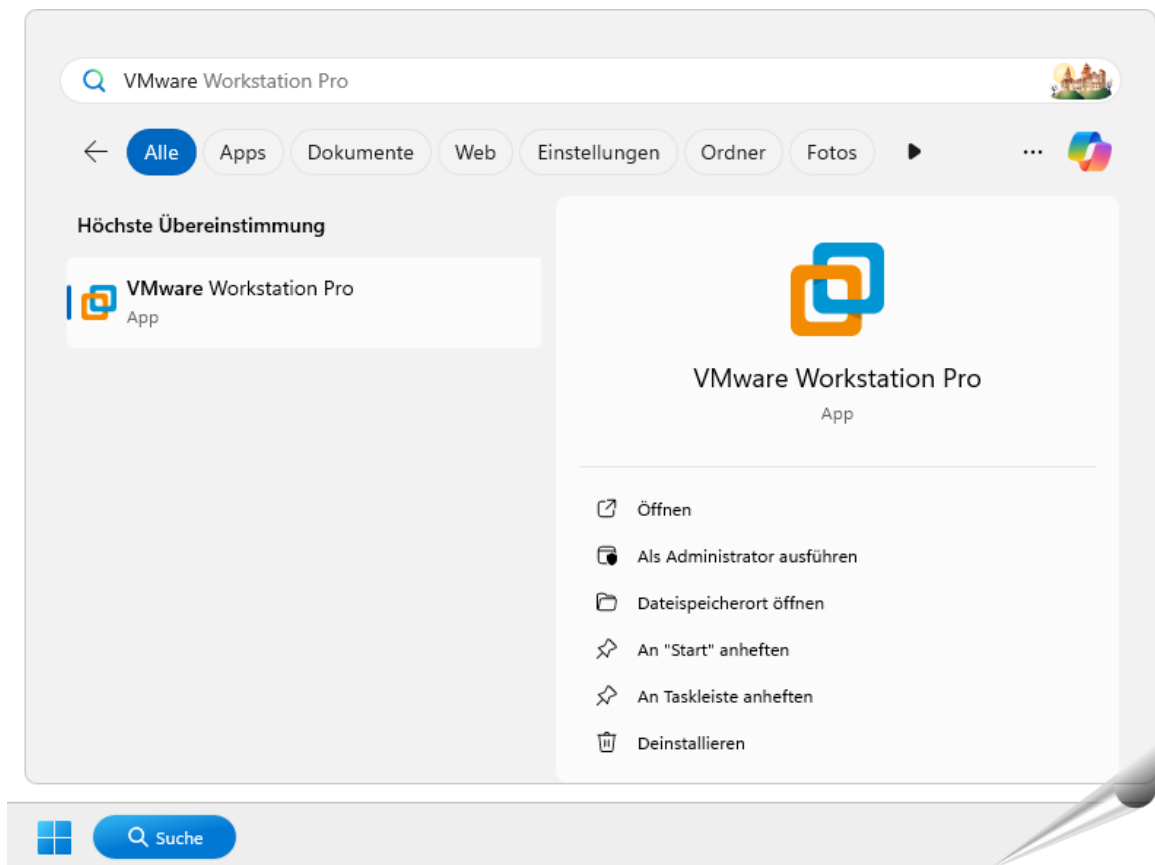 VMware Workstation Pro
Alle Apps Dokumente Web Einstellungen Ordner Fotos
Höchste Übereinstimmung
VMware Workstation Pro
App
VMware Workstation Pro
App
Öffnen
Als Administrator ausführen
Dateispeicherort öffnen
An "Start" anheften
An Taskleiste anheften
Deinstallieren
Suche